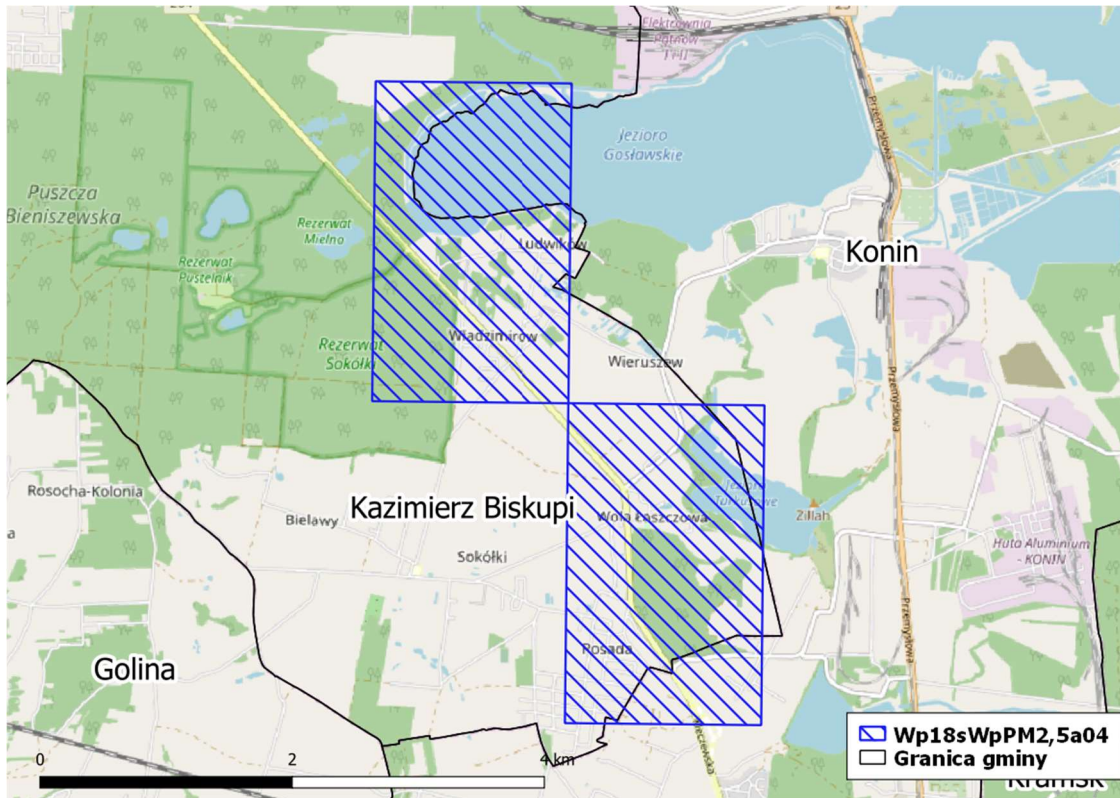 25
Elektrownia
Pątnów
I i II
Przemysłowa
Jezioro
Gosławskie
Puszcza
Bieniszewska
Rezerwat
Mielno
Rezerwat
Pustelnik
Ludwików
Konin
Rezerwat
Sokółki
Władzimirów
Wieruszew
Przemysłowa
Rosocha-Kolonia
Kazimierz Biskupi
Bielawy
Wola Łaszczowa
Zillah
a
Sokółki
Huta Aluminium
- KONIN
Przemysłowa
Posada
Golina
0
2
4 km
Wp18sWpPM2,5a04
Granica gminy